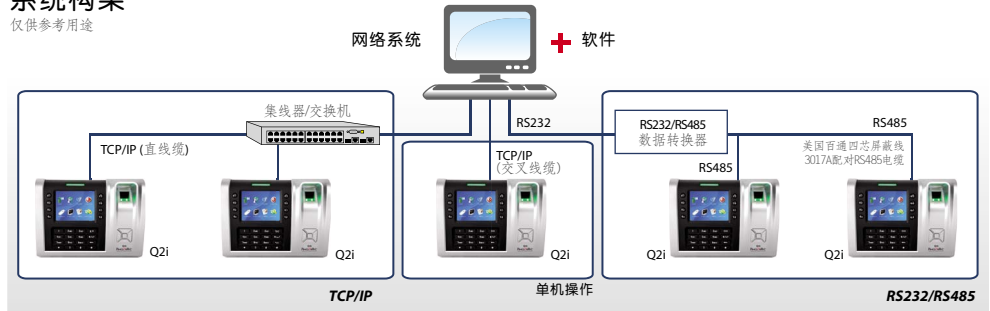 系统构架
仅供参考用途
网络系统
软件
集线器/交换机
TCP/IP (直线缆)
Q2i
Q2i
TCP/IP
RS232
TCP/IP
(交叉线缆)
Q2i
单机操作
RS232/RS485
数据转换器
RS485
RS485
美国百通四芯屏蔽线
3017A配对RS485电缆
Q2i
Q2i
RS232/RS485